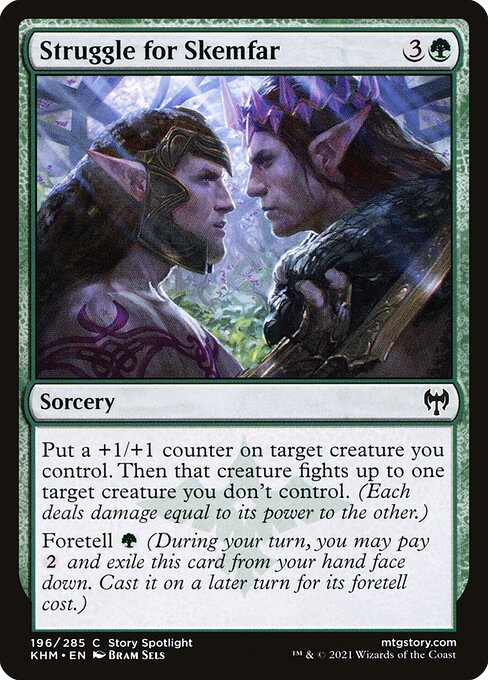 Struggle for Skemfar 3
Sorcery
Put a +1/+1 counter on target creature you
control. Then that creature fights up to one
target creature you don't control. (Each
deals damage equal to its power to the other.)
Foretell (During your turn, you may pay
2 and exile this card from your hand face
down. Cast it on a later turn for its foretell
cost.)
196/285 C Story Spotlight
mtgstory.com
KHM • EN Bram Sels
™ & © 2021 Wizards of the Coast